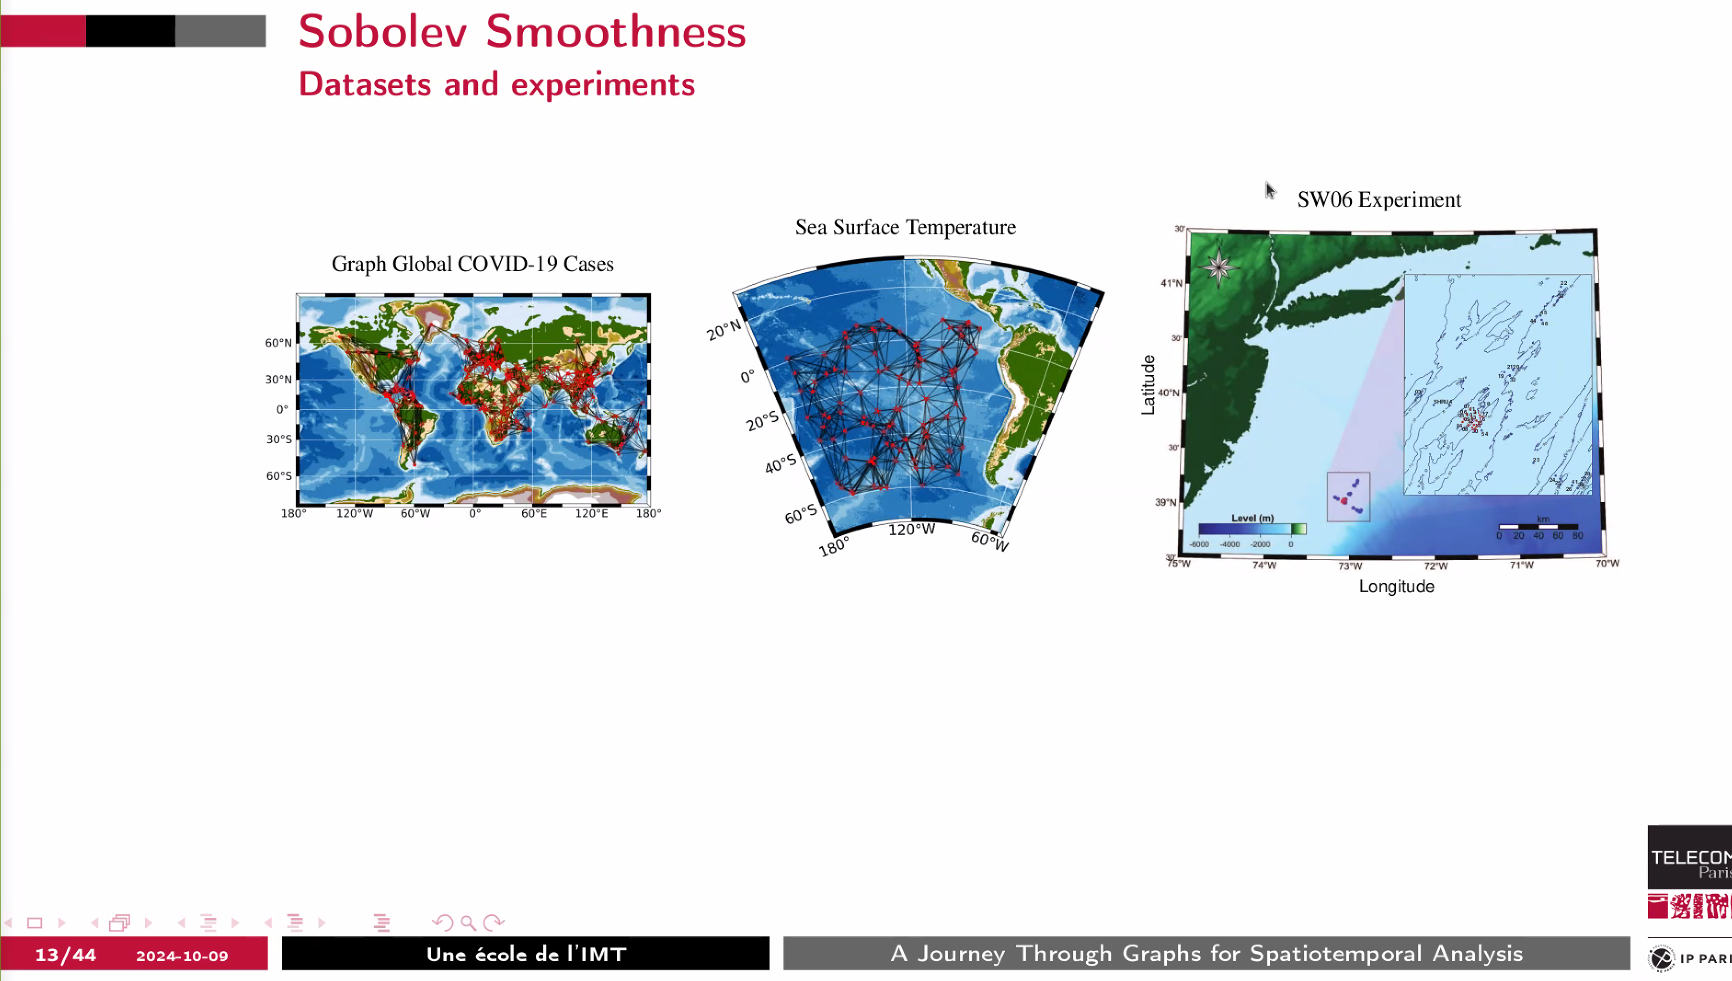 Sobolev Smoothness
Datasets and experiments
Graph Global COVID-19 Cases
60°N
30°N
0°
30°S
60°S
180° 120°W 60°W 0° 60°E 120°E 180°
Sea Surface Temperature
20°N
0°
20°S
40°S
60°S
180° 120°W 60°W
SW06 Experiment
30'
41°N
30'
40°N
30'
39°N
30'
Latitude
Level (m)
-6000 -4000 -2000 0
km
0 20 40 60 80
75°W 74°W 73°W 72°W 71°W 70°W
Longitude
TELECOM
Paris
13/44 2024-10-09 Une école de l'IMT A Journey Through Graphs for Spatiotemporal Analysis
IP PARI